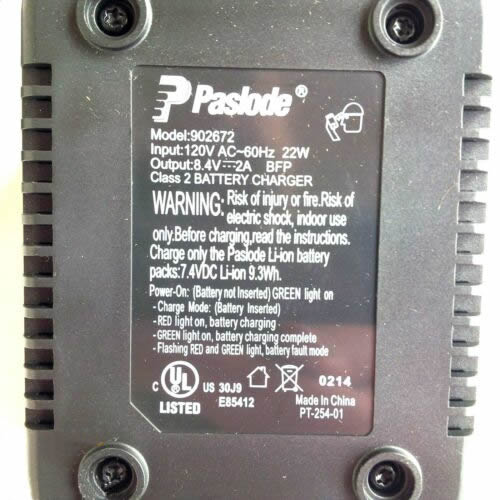 Paslode®
Model:902672
Input:120V AC~60Hz 22W
Output:8.4V⎓2A BFP
Class 2 BATTERY CHARGER
WARNING: Risk of injury or fire.Risk of
electric shock, indoor use
only.Before charging,read the instructions.
Charge only the Paslode Li-ion battery
packs:7.4VDC Li-ion 9.3Wh.
Power-On: (Battery not Inserted) GREEN light on
- Charge Mode: (Battery Inserted)
- RED light on, battery charging
- GREEN light on, battery charging complete
- Flashing RED and GREEN light, battery fault mode
C UL US 30J9 0214
LISTED E85412 Made In China
PT-254-01